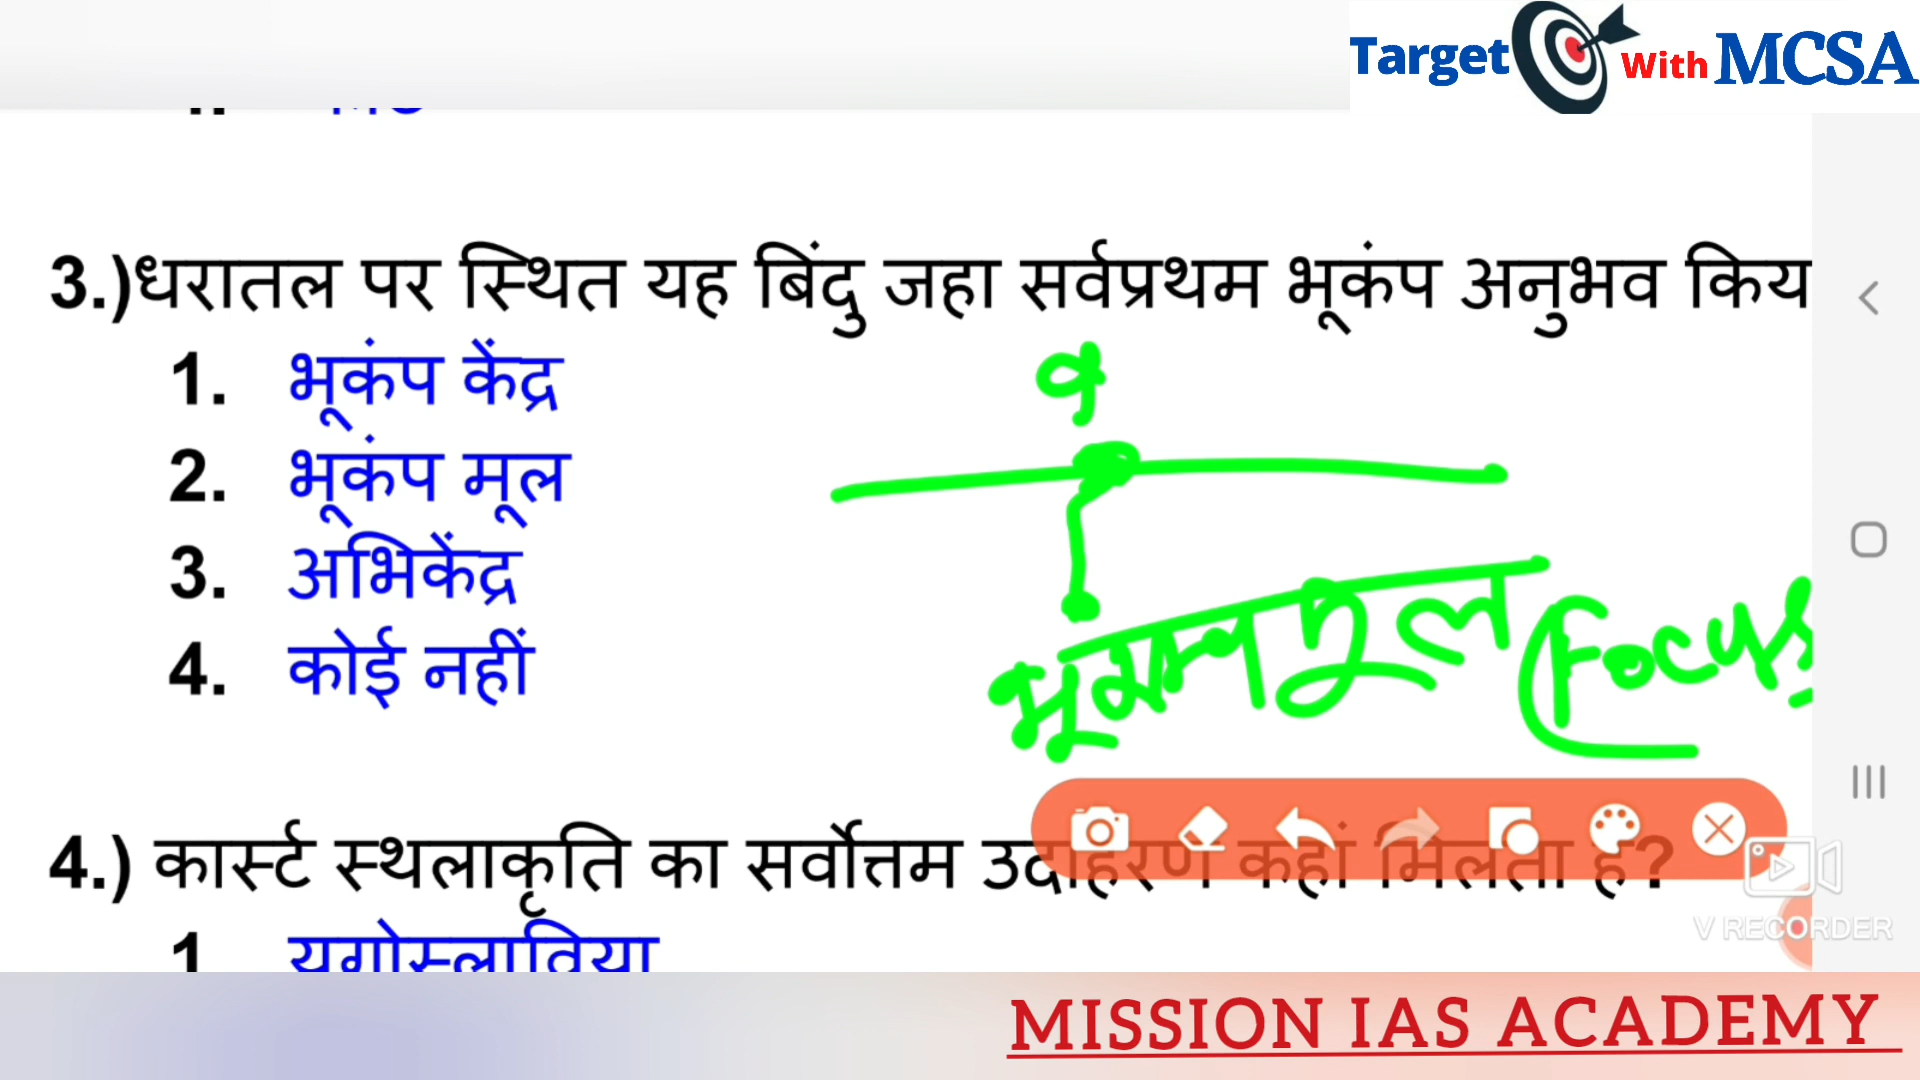 Target With MCSA
3.)धरातल पर स्थित यह बिंदु जहा सर्वप्रथम भूकंप अनुभव किय
1. भूकंप केंद्र
2. भूकंप मूल
3. अभिकेंद्र
4. कोई नहीं
मूल (Focus
4.) कार्स्ट स्थलाकृति का सर्वोत्तम उदाहरण कहां मिलता है?
1 युगोस्लाविया
V RECORDER
MISSION IAS ACADEMY